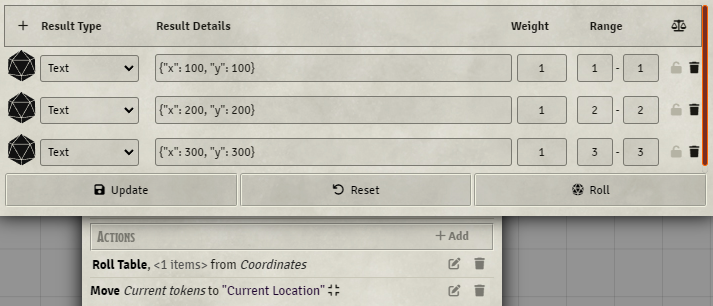 + Result Type Result Details Weight Range
Text {"x": 100, "y": 100} 1 1 - 1
Text {"x": 200, "y": 200} 1 2 - 2
Text {"x": 300, "y": 300} 1 3 - 3
Update Reset Roll
Actions + Add
Roll Table, <1 items> from Coordinates
Move Current tokens to "Current Location"